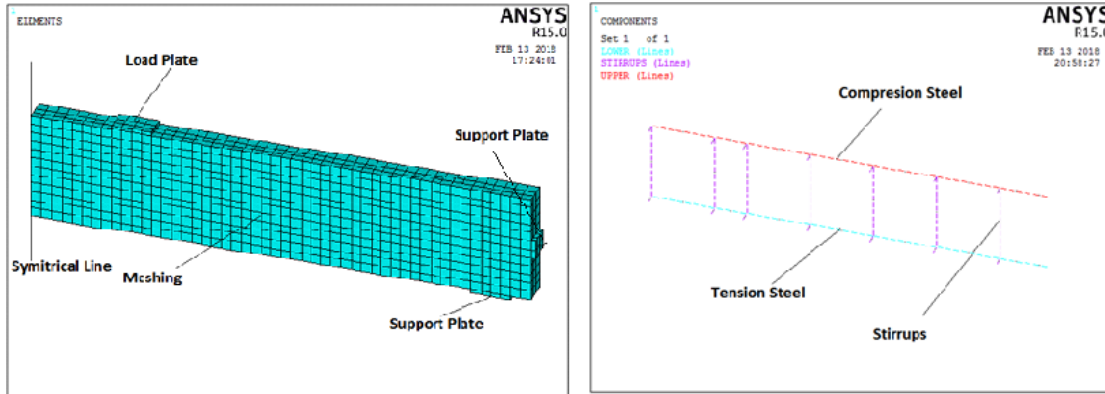 1
ELEMENTS
ANSYS
R15.0
FEB 13 2018
17:24:01
Load Plate
Support Plate
Symitrical Line
Meshing
Support Plate
1
COMPONENTS
Set 1 of 1
LOWER (Lines)
STIRRUPS (Lines)
UPPER (Lines)
ANSYS
R15.0
FEB 13 2018
20:58:27
Compresion Steel
Tension Steel
Stirrups